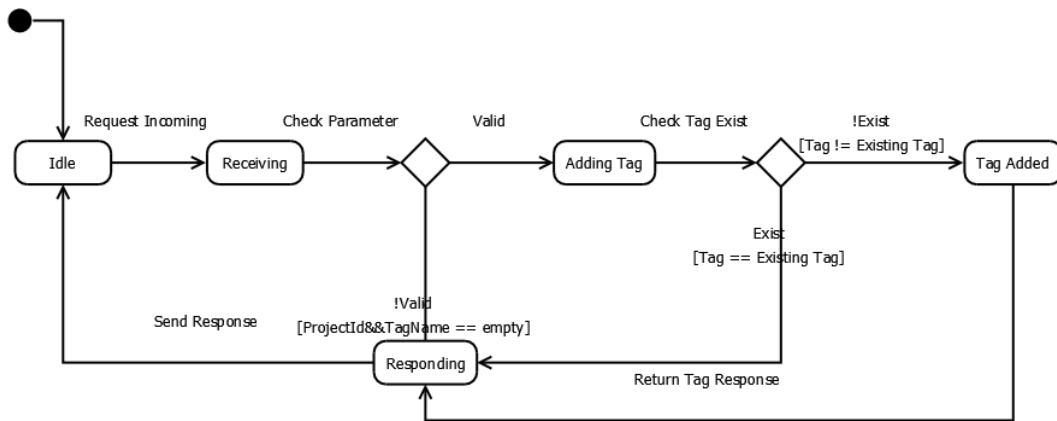 Request Incoming
Check Parameter
Valid
Check Tag Exist
!Exist
[Tag != Existing Tag]
Idle
Receiving
Adding Tag
Tag Added
Exist
[Tag == Existing Tag]
!Valid
[ProjectId&&TagName == empty]
Send Response
Responding
Return Tag Response